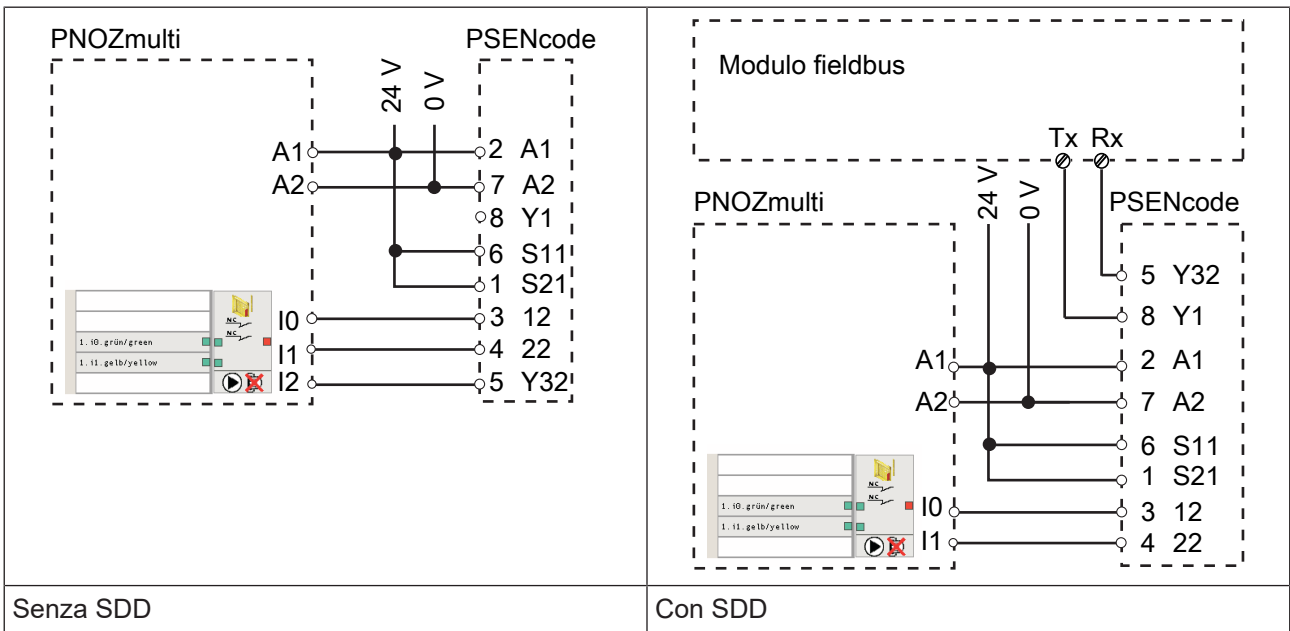 PNOZmulti
PSENcode
24 V
0 V
A1
2 A1
A2
7 A2
8 Y1
6 S11
1 S21
NC
NC
1. i0.grün/green
I0
3 12
1. i1.gelb/yellow
I1
4 22
I2
5 Y32
Senza SDD
Modulo fieldbus
Tx Rx
PNOZmulti
24 V
0 V
PSENcode
5 Y32
8 Y1
A1
2 A1
A2
7 A2
6 S11
1 S21
NC
NC
1. i0.grün/green
I0
3 12
1. i1.gelb/yellow
I1
4 22
Con SDD